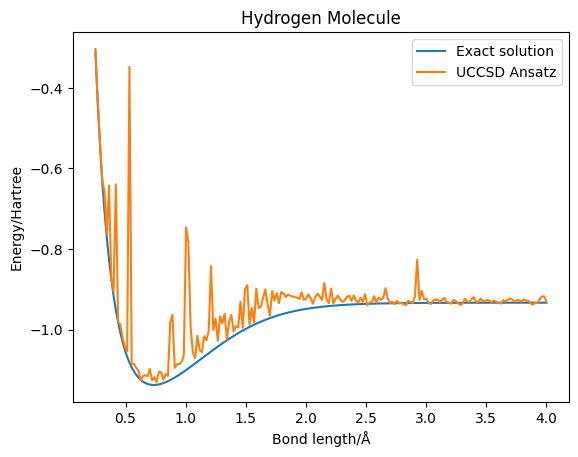 Hydrogen Molecule
Exact solution
UCCSD Ansatz
Energy/Hartree
−0.4
−0.6
−0.8
−1.0
0.5 1.0 1.5 2.0 2.5 3.0 3.5 4.0
Bond length/Å